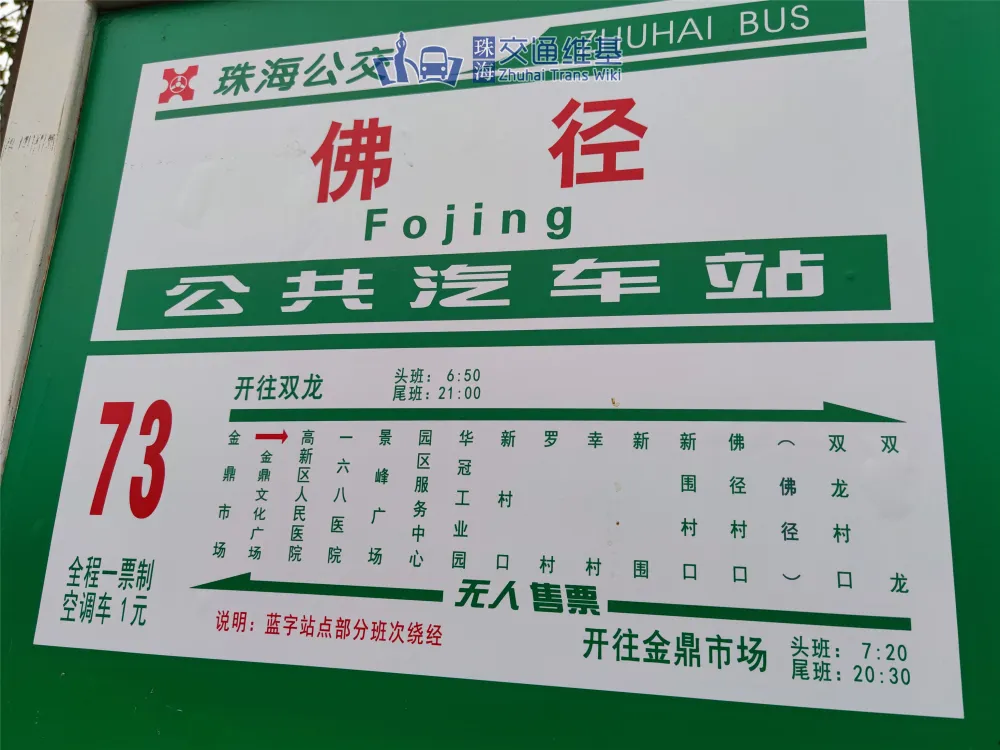 珠海公交
ZHUHAI BUS
珠海
交通维基
Zhuhai Trans Wiki
佛径
Fojing
公共汽车站
73
全程一票制
空调车 1元
开往双龙
头班: 6:50
尾班: 21:00
金鼎市场
金鼎文化广场
高新区人民医院
一六八医院
景峰广场
园区服务中心
华冠工业园
新村口
罗村
幸村
新围
新围村口
佛径村口
(佛径)
双龙村口
双龙
无人售票
说明: 蓝字站点部分班次绕经
开往金鼎市场
头班: 7:20
尾班: 20:30